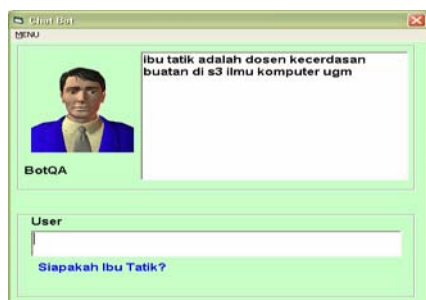 Chat Bot
MENU
ibu tatik adalah dosen kecerdasan
buatan di s3 ilmu komputer ugm
BotQA
User
Siapakah Ibu Tatik?